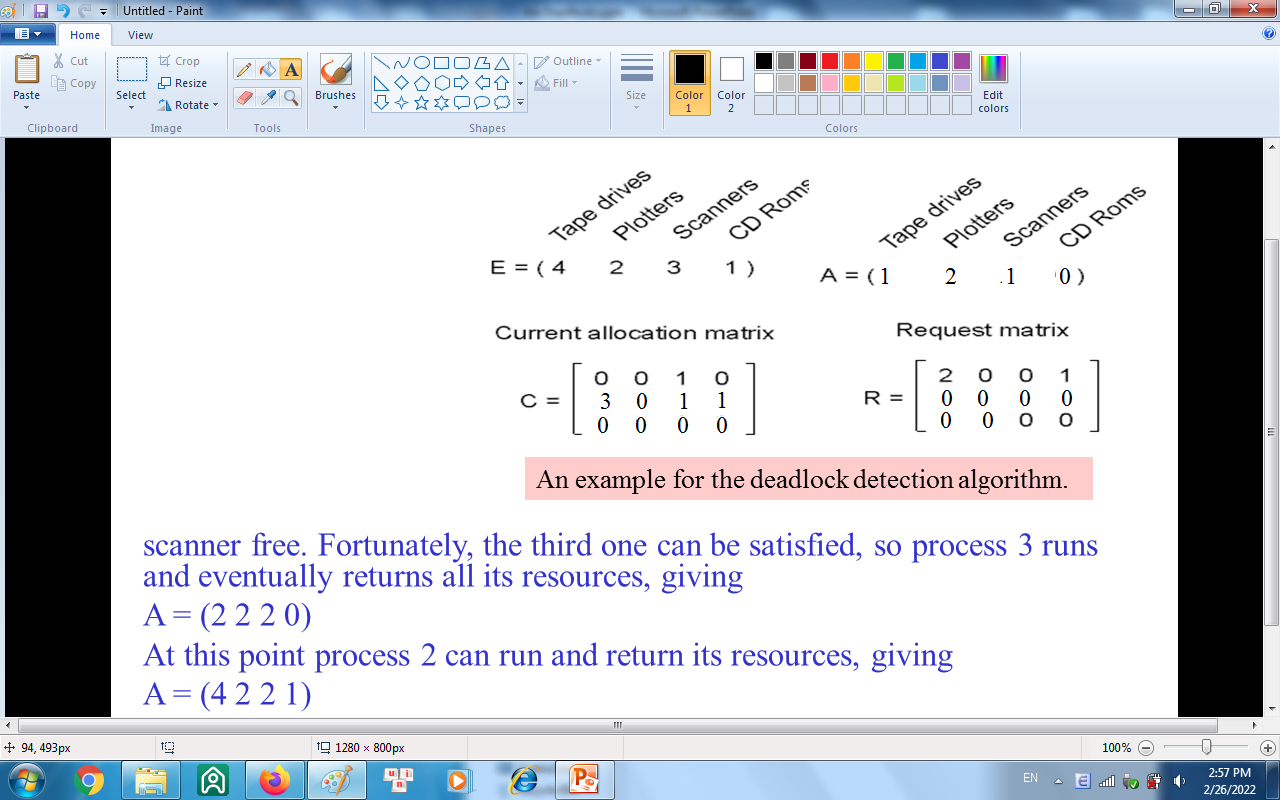 Untitled - Paint
Home View
Paste
Cut
Copy
Clipboard
Select
Crop
Resize
Rotate
Image
A
Tools
Brushes
Shapes
Outline
Fill
Size
Color 1
Color 2
Colors
Edit colors
Tape drives Plotters Scanners CD Roms
E = ( 4 2 3 1 )
Tape drives Plotters Scanners CD Roms
A = ( 1 2 1 0 )
Current allocation matrix
0 0 1 0
C = 3 0 1 1
0 0 0 0
Request matrix
2 0 0 1
R = 0 0 0 0
0 0 0 0
An example for the deadlock detection algorithm.
scanner free. Fortunately, the third one can be satisfied, so process 3 runs
and eventually returns all its resources, giving
A = (2 2 2 0)
At this point process 2 can run and return its resources, giving
A = (4 2 2 1)
94, 493px
1280 × 800px
100%
EN
2:57 PM
2/26/2022